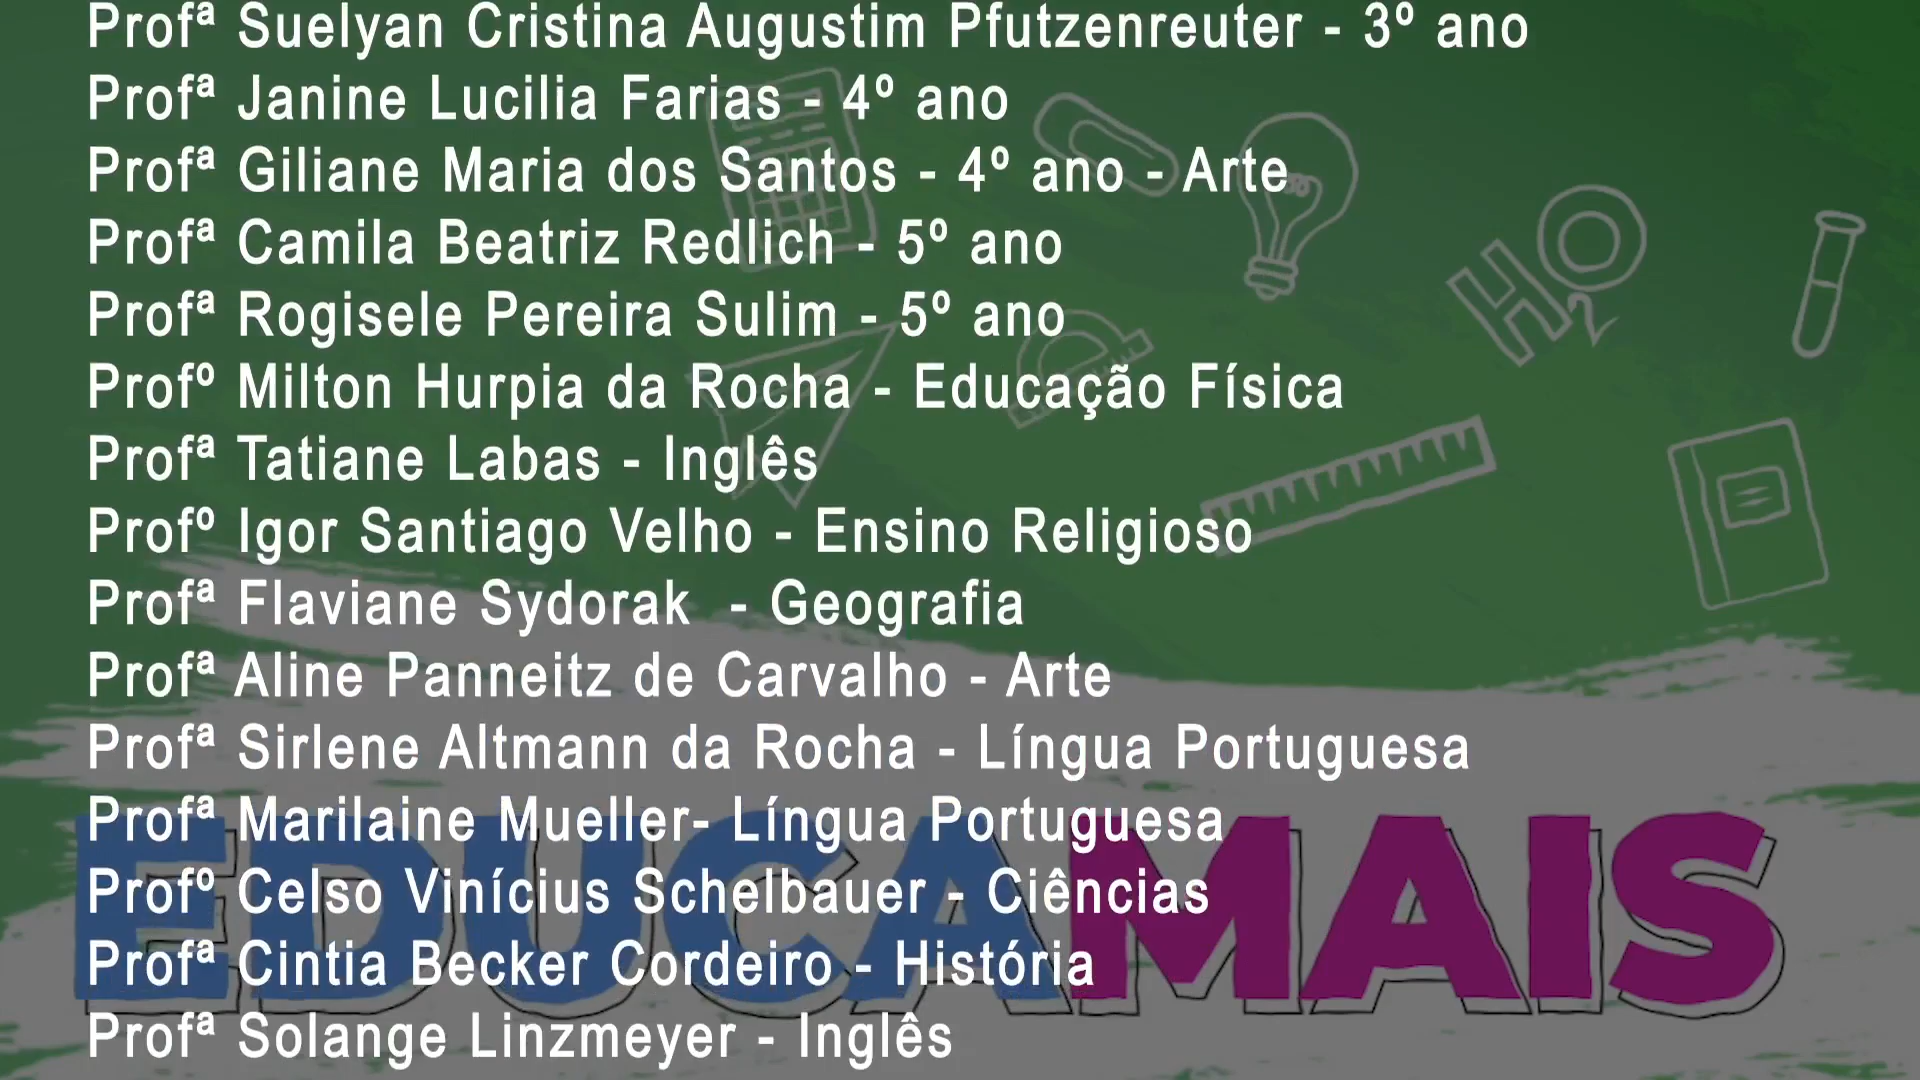 Profª Suelyan Cristina Augustim Pfutzenreuter - 3º ano
Profª Janine Lucilia Farias - 4º ano
Profª Giliane Maria dos Santos - 4º ano - Arte
Profª Camila Beatriz Redlich - 5º ano
Profª Rogisele Pereira Sulim - 5º ano
Profº Milton Hurpia da Rocha - Educação Física
Profª Tatiane Labas - Inglês
Profº Igor Santiago Velho - Ensino Religioso
Profª Flaviane Sydorak  - Geografia
Profª Aline Panneitz de Carvalho - Arte
Profª Sirlene Altmann da Rocha - Língua Portuguesa
Profª Marilaine Mueller- Língua Portuguesa
Profº Celso Vinícius Schelbauer - Ciências
Profª Cintia Becker Cordeiro - História
Profª Solange Linzmeyer - Inglês
H2O
EDUCAMAIS